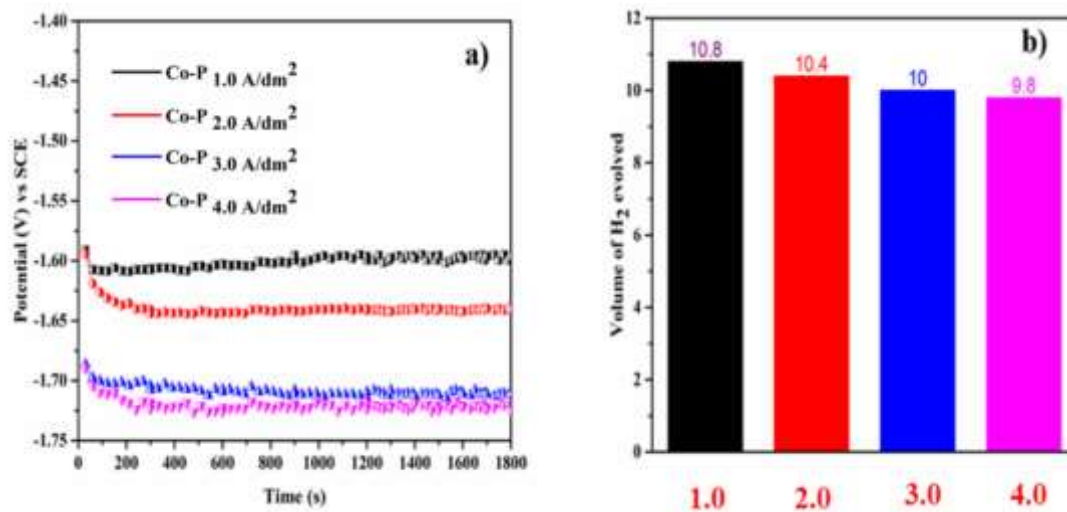 a)
Co-P 1.0 A/dm2
Co-P 2.0 A/dm2
Co-P 3.0 A/dm2
Co-P 4.0 A/dm2
Potential (V) vs SCE
-1.40
-1.45
-1.50
-1.55
-1.60
-1.65
-1.70
-1.75
0 200 400 600 800 1000 1200 1400 1600 1800
Time (s)
b)
Volume of H2 evolved
12
10
8
6
4
2
0
10.8
10.4
10
9.8
1.0 2.0 3.0 4.0